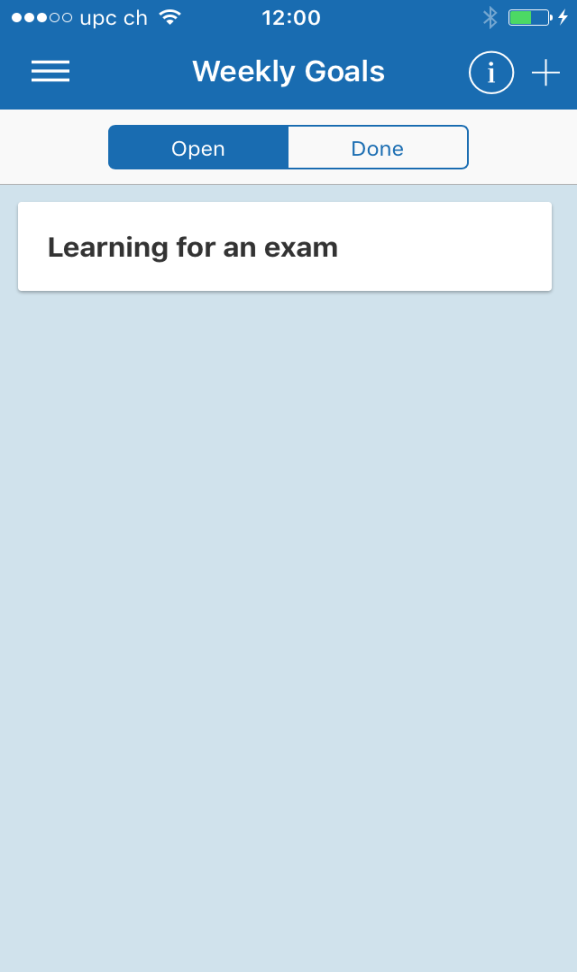 upc ch 12:00
Weekly Goals i
Open Done
Learning for an exam